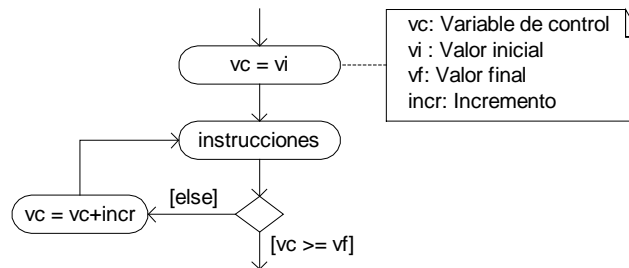 vc: Variable de control
vi : Valor inicial
vf: Valor final
incr: Incremento
vc = vi
instrucciones
[else]
vc = vc+incr
[vc >= vf]